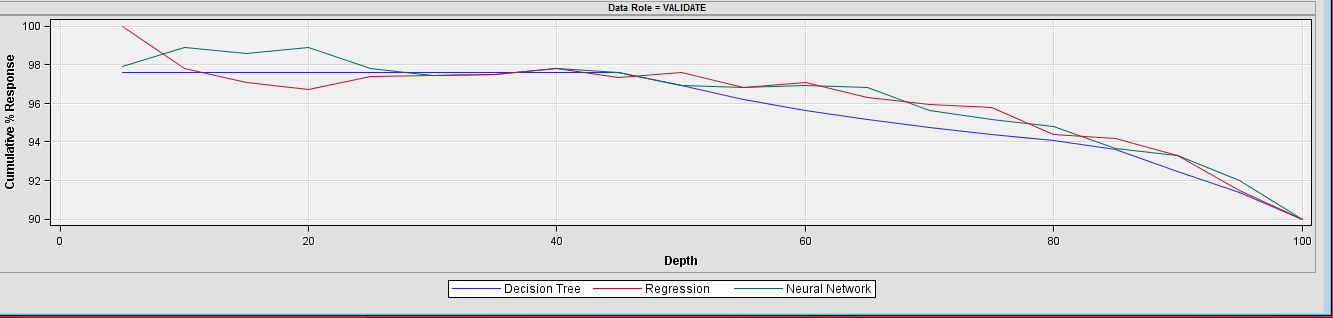 Data Role = VALIDATE
100
98
96
94
92
90
Cumulative % Response
0 20 40 60 80 100
Depth
Decision Tree Regression Neural Network